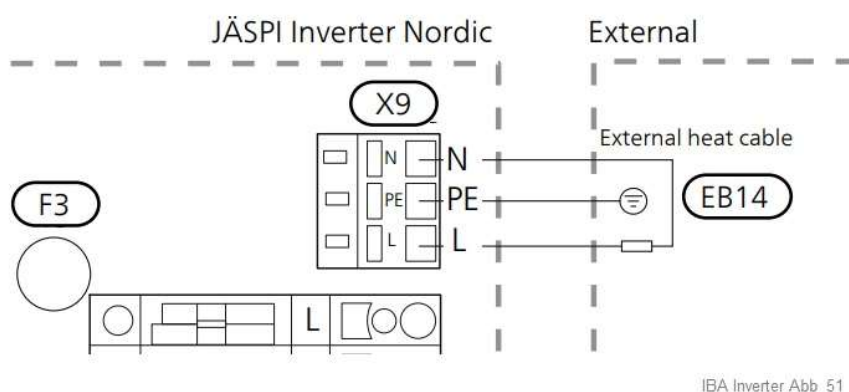 JÄSPI Inverter Nordic External
X9
External heat cable
N N
F3 PE PE EB14
L L
L
IBA Inverter Abb 51